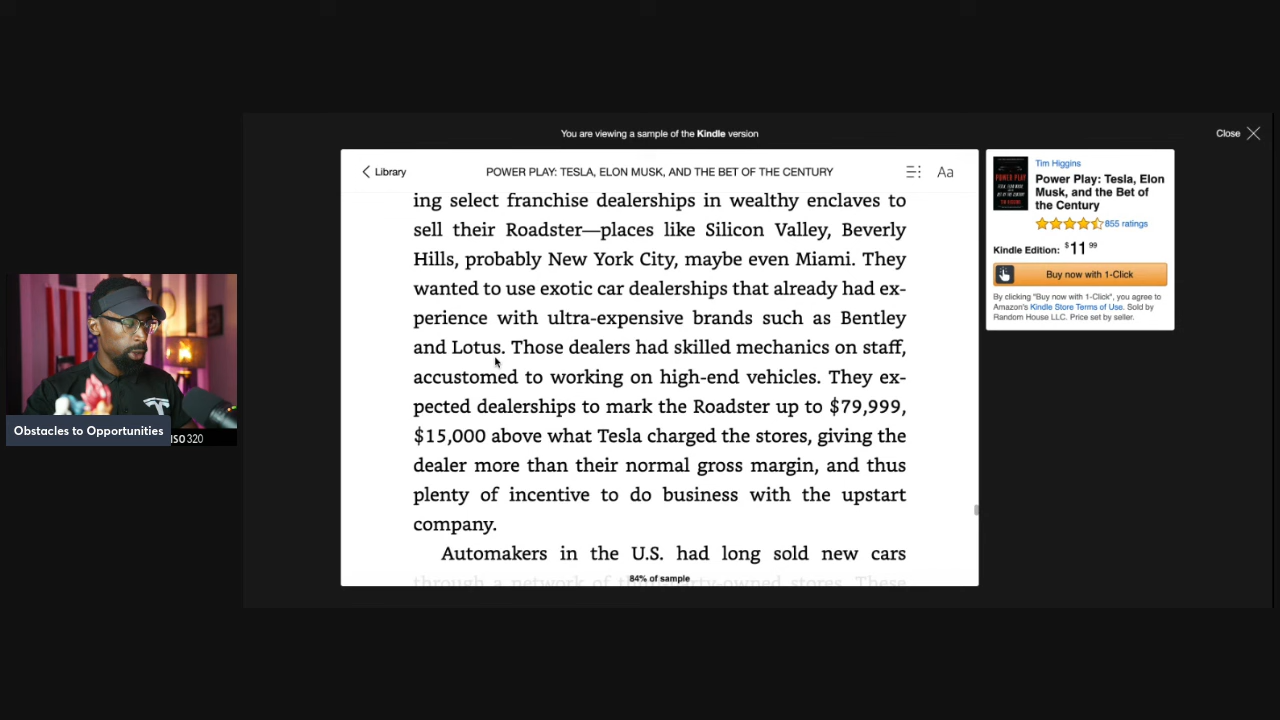 You are viewing a sample of the Kindle version
Close
Library
POWER PLAY: TESLA, ELON MUSK, AND THE BET OF THE CENTURY
Aa
ing select franchise dealerships in wealthy enclaves to
sell their Roadster—places like Silicon Valley, Beverly
Hills, probably New York City, maybe even Miami. They
wanted to use exotic car dealerships that already had ex-
perience with ultra-expensive brands such as Bentley
and Lotus. Those dealers had skilled mechanics on staff,
accustomed to working on high-end vehicles. They ex-
pected dealerships to mark the Roadster up to $79,999,
$15,000 above what Tesla charged the stores, giving the
dealer more than their normal gross margin, and thus
plenty of incentive to do business with the upstart
company.
Automakers in the U.S. had long sold new cars
through a network of
84% of sample
Tim Higgins
Power Play: Tesla, Elon
Musk, and the Bet of
the Century
855 ratings
Kindle Edition: $11 99
Buy now with 1-Click
By clicking "Buy now with 1-Click", you agree to
Amazon's Kindle Store Terms of Use. Sold by
Random House LLC. Price set by seller.
POWER PLAY
Obstacles to Opportunities
ISO 320